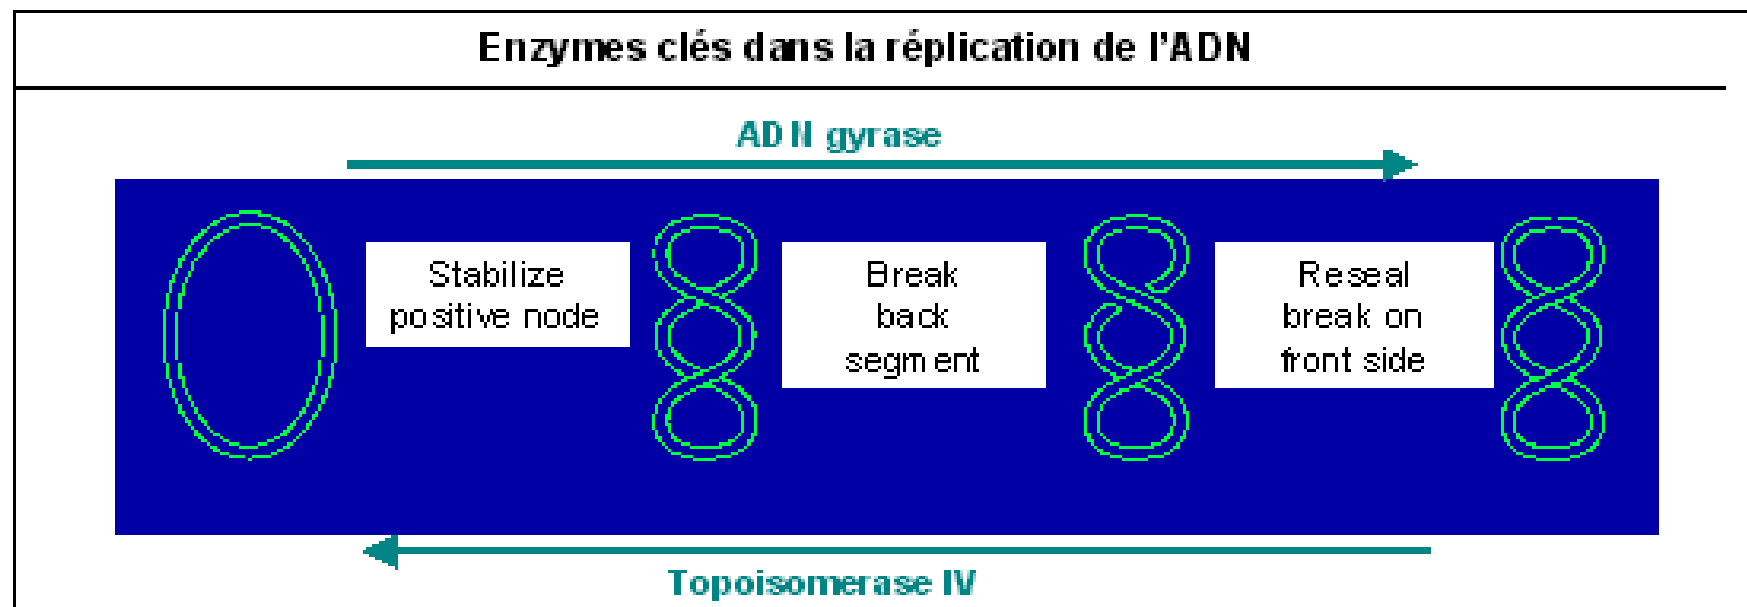 Enzymes clés dans la réplication de l'ADN
ADN gyrase
Stabilize
positive node
Break
back
segment
Reseal
break on
front side
Topoisomerase IV